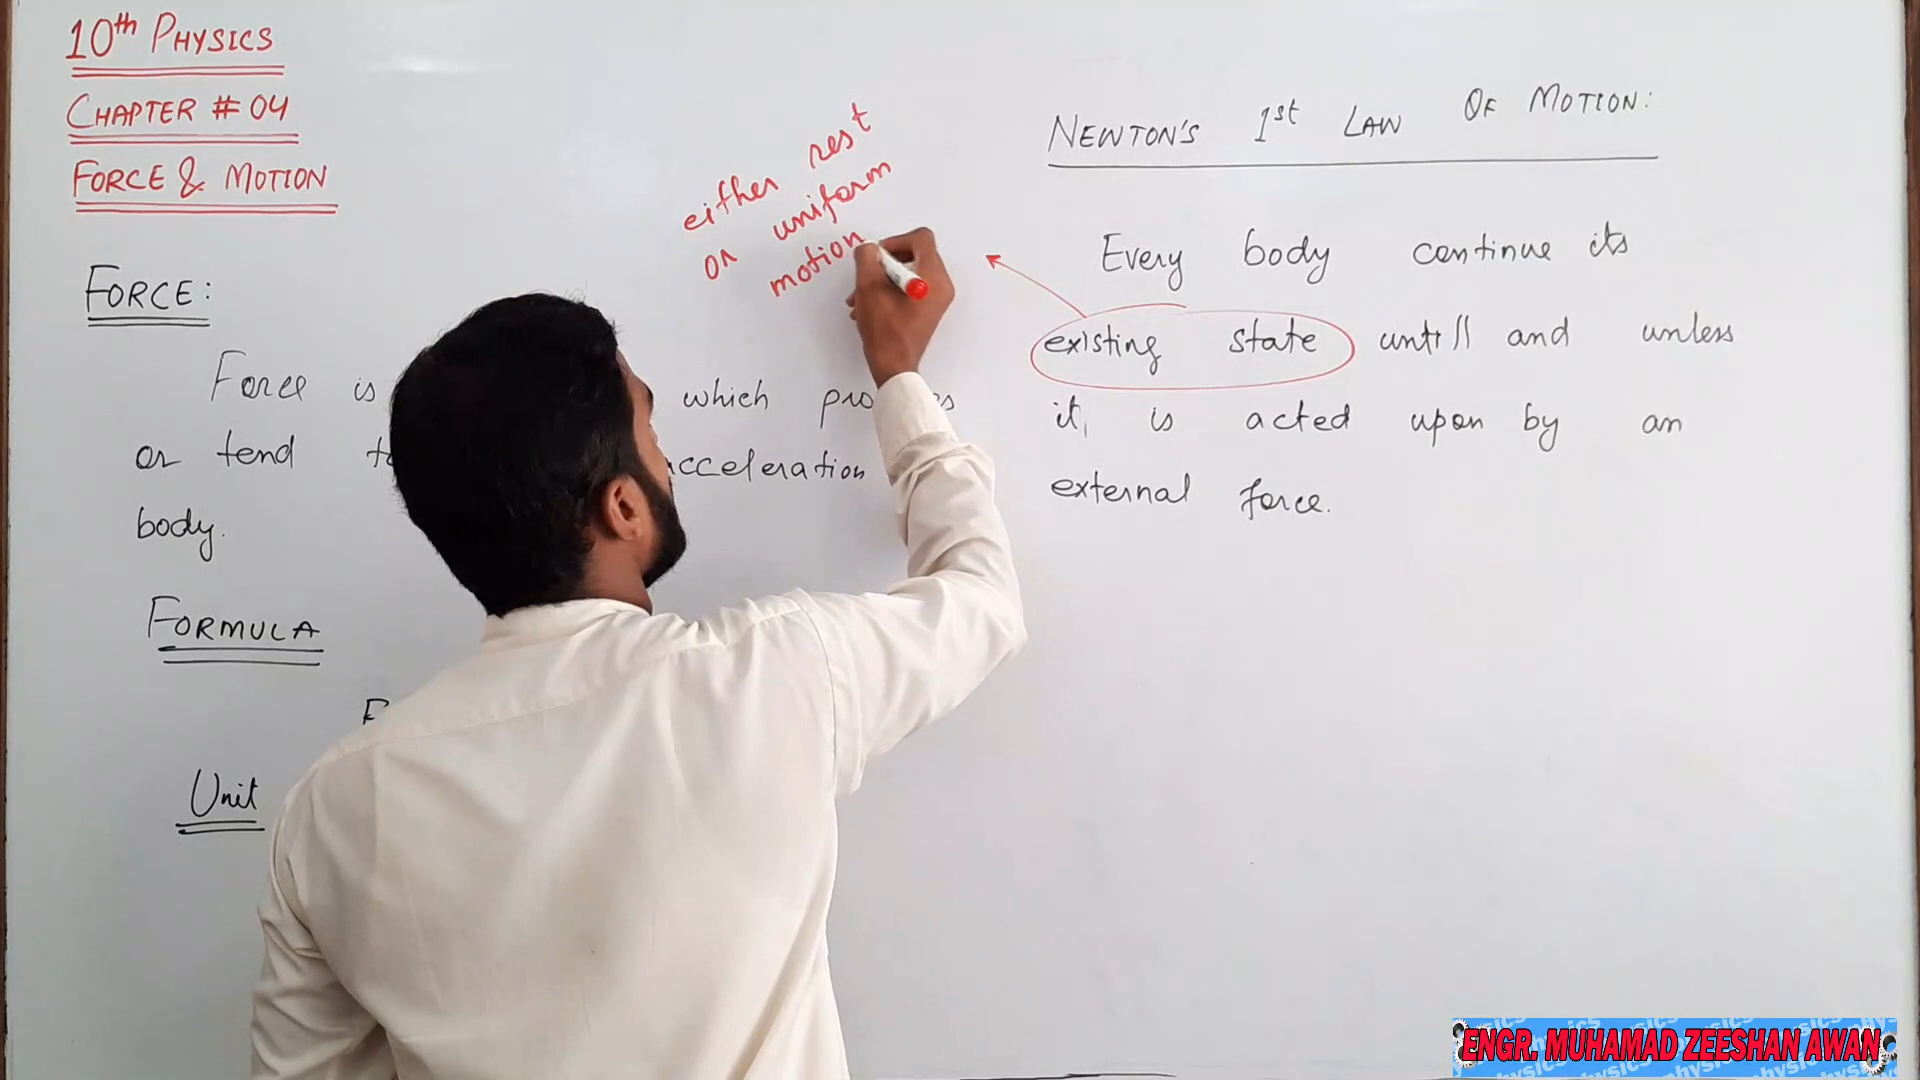 10th PHYSICS
CHAPTER # 04
FORCE & MOTION
FORCE:
Force is which
or tend acceleration
body.
FORMULA
F
Unit
either rest
or uniform
motion
NEWTON'S 1st LAW OF MOTION:
Every body continue its
existing state untill and unless
it, is acted upon by an
external force.
ENGR. MUHAMAD ZEESHAN AWAN